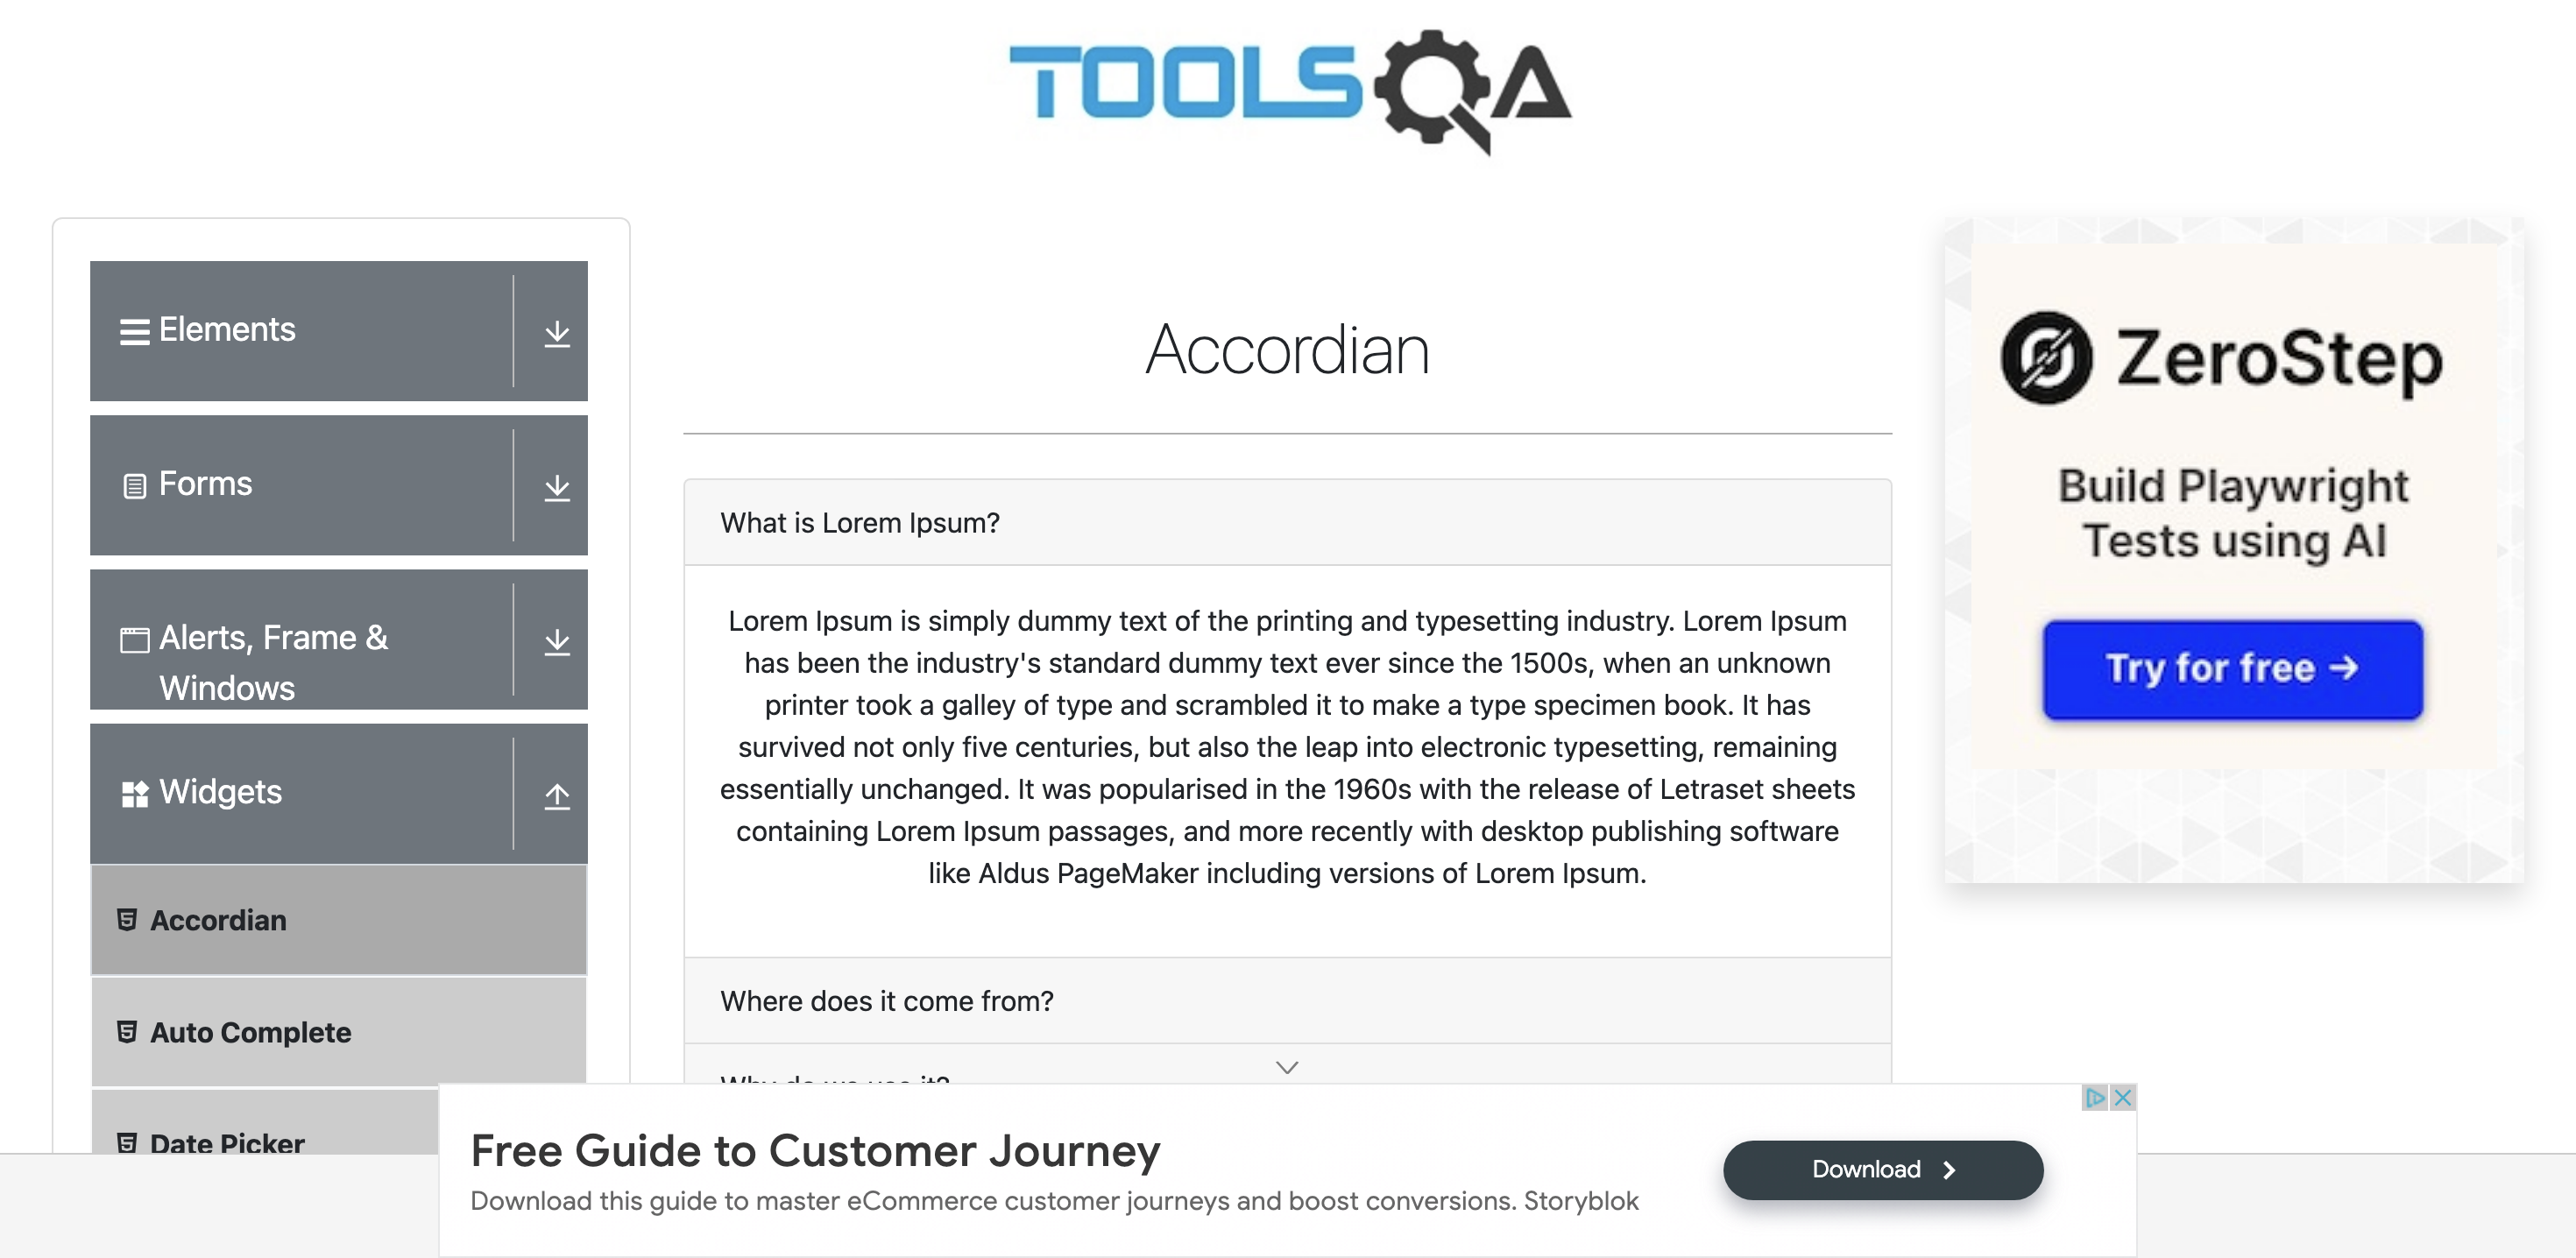 TOOLSQA
Elements
Forms
Alerts, Frame &
Windows
Widgets
Accordian
Auto Complete
Date Picker
Accordian
What is Lorem Ipsum?
Lorem Ipsum is simply dummy text of the printing and typesetting industry. Lorem Ipsum
has been the industry's standard dummy text ever since the 1500s, when an unknown
printer took a galley of type and scrambled it to make a type specimen book. It has
survived not only five centuries, but also the leap into electronic typesetting, remaining
essentially unchanged. It was popularised in the 1960s with the release of Letraset sheets
containing Lorem Ipsum passages, and more recently with desktop publishing software
like Aldus PageMaker including versions of Lorem Ipsum.
Where does it come from?
Why do we use it?
ZeroStep
Build Playwright
Tests using AI
Try for free →
Free Guide to Customer Journey
Download this guide to master eCommerce customer journeys and boost conversions. Storyblok
Download